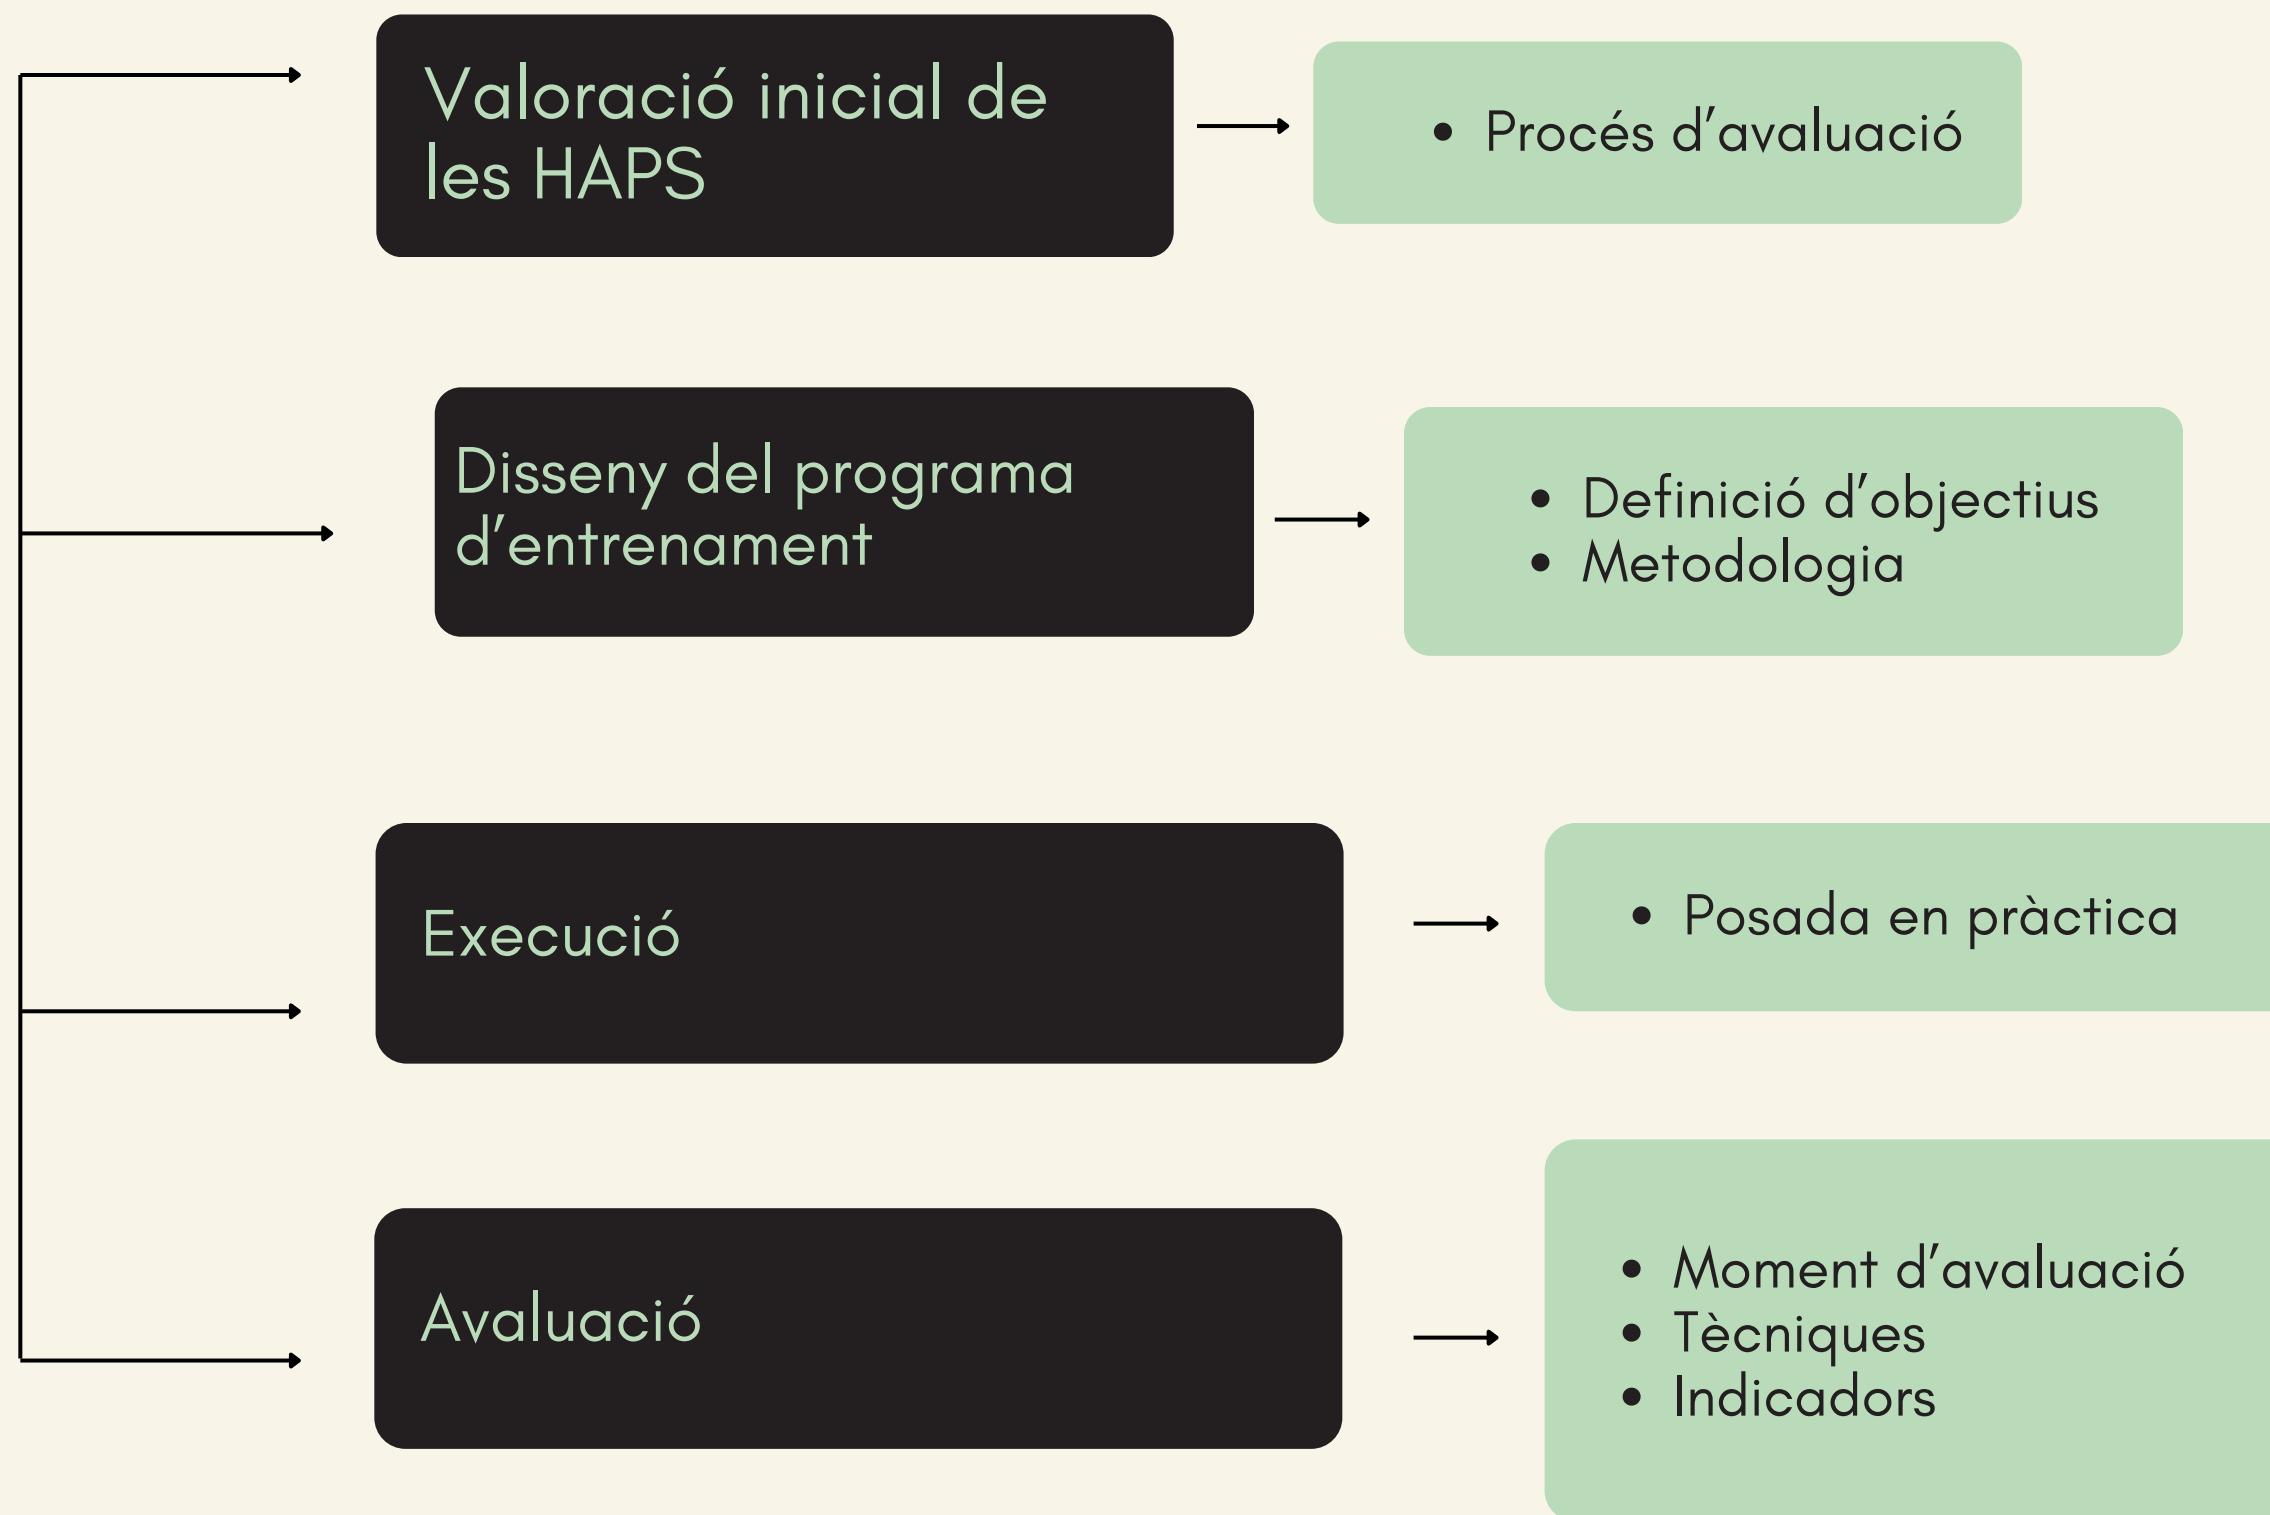 Valoració inicial de
les HAPS
• Procés d’avaluació
Disseny del programa
d’entrenament
• Definició d’objectius
• Metodologia
Execució
• Posada en pràctica
Avaluació
• Moment d’avaluació
• Tècniques
• Indicadors